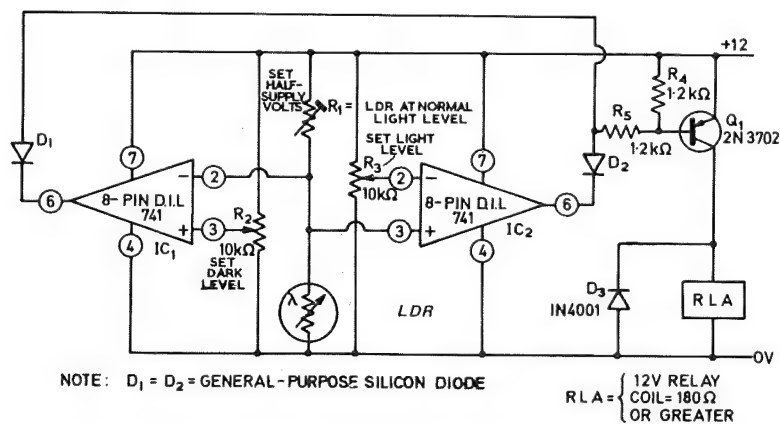 +12
SET
HALF-
SUPPLY
VOLTS
R1 =
LDR AT NORMAL
LIGHT LEVEL
SET LIGHT
LEVEL
R4
1·2kΩ
R5
1·2kΩ
Q1
2N3702
D1
D2
7
6
2
3
4
8-PIN D.I.L
741
IC1
R2
10kΩ
SET
DARK
LEVEL
R3
10kΩ
7
2
3
6
4
8-PIN D.I.L
741
IC2
λ
LDR
D3
IN4001
RLA
0V
NOTE: D1 = D2 = GENERAL-PURPOSE SILICON DIODE
RLA = { 12V RELAY
COIL = 180Ω
OR GREATER